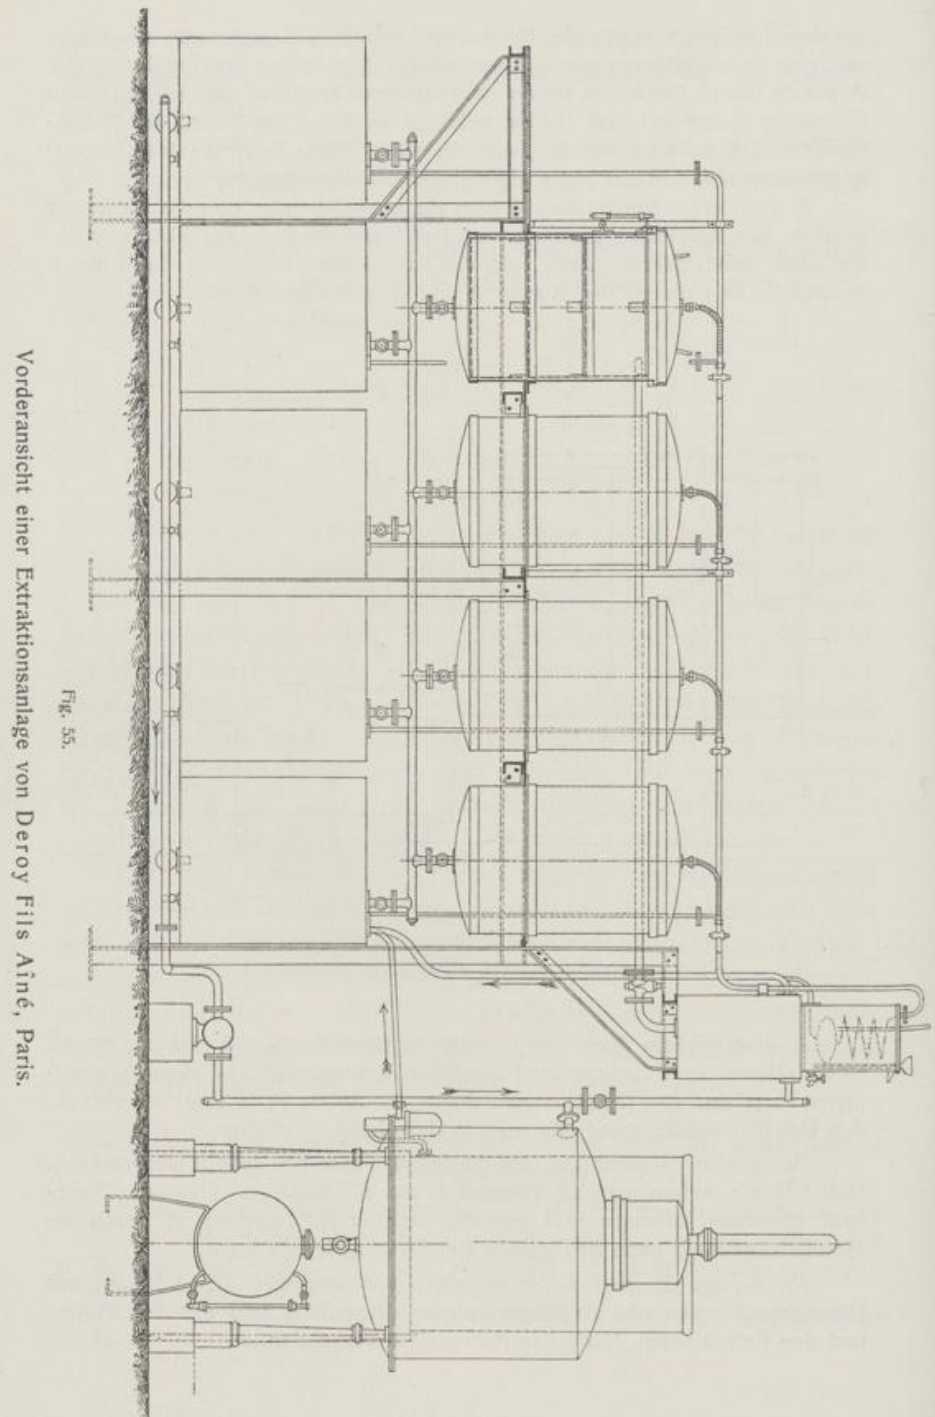 Fig. 55.
Vorderansicht einer Extraktionsanlage von Deroy Fils Aîné, Paris.